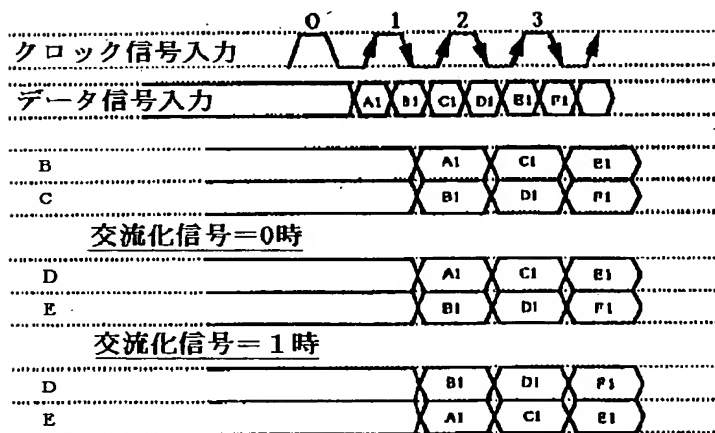 0 1 2 3
クロック信号入力
データ信号入力 A1 B1 C1 D1 E1 F1
B A1 C1 E1
C B1 D1 F1
交流化信号=0時
D A1 C1 E1
E B1 D1 F1
交流化信号=1時
D B1 D1 F1
E A1 C1 E1